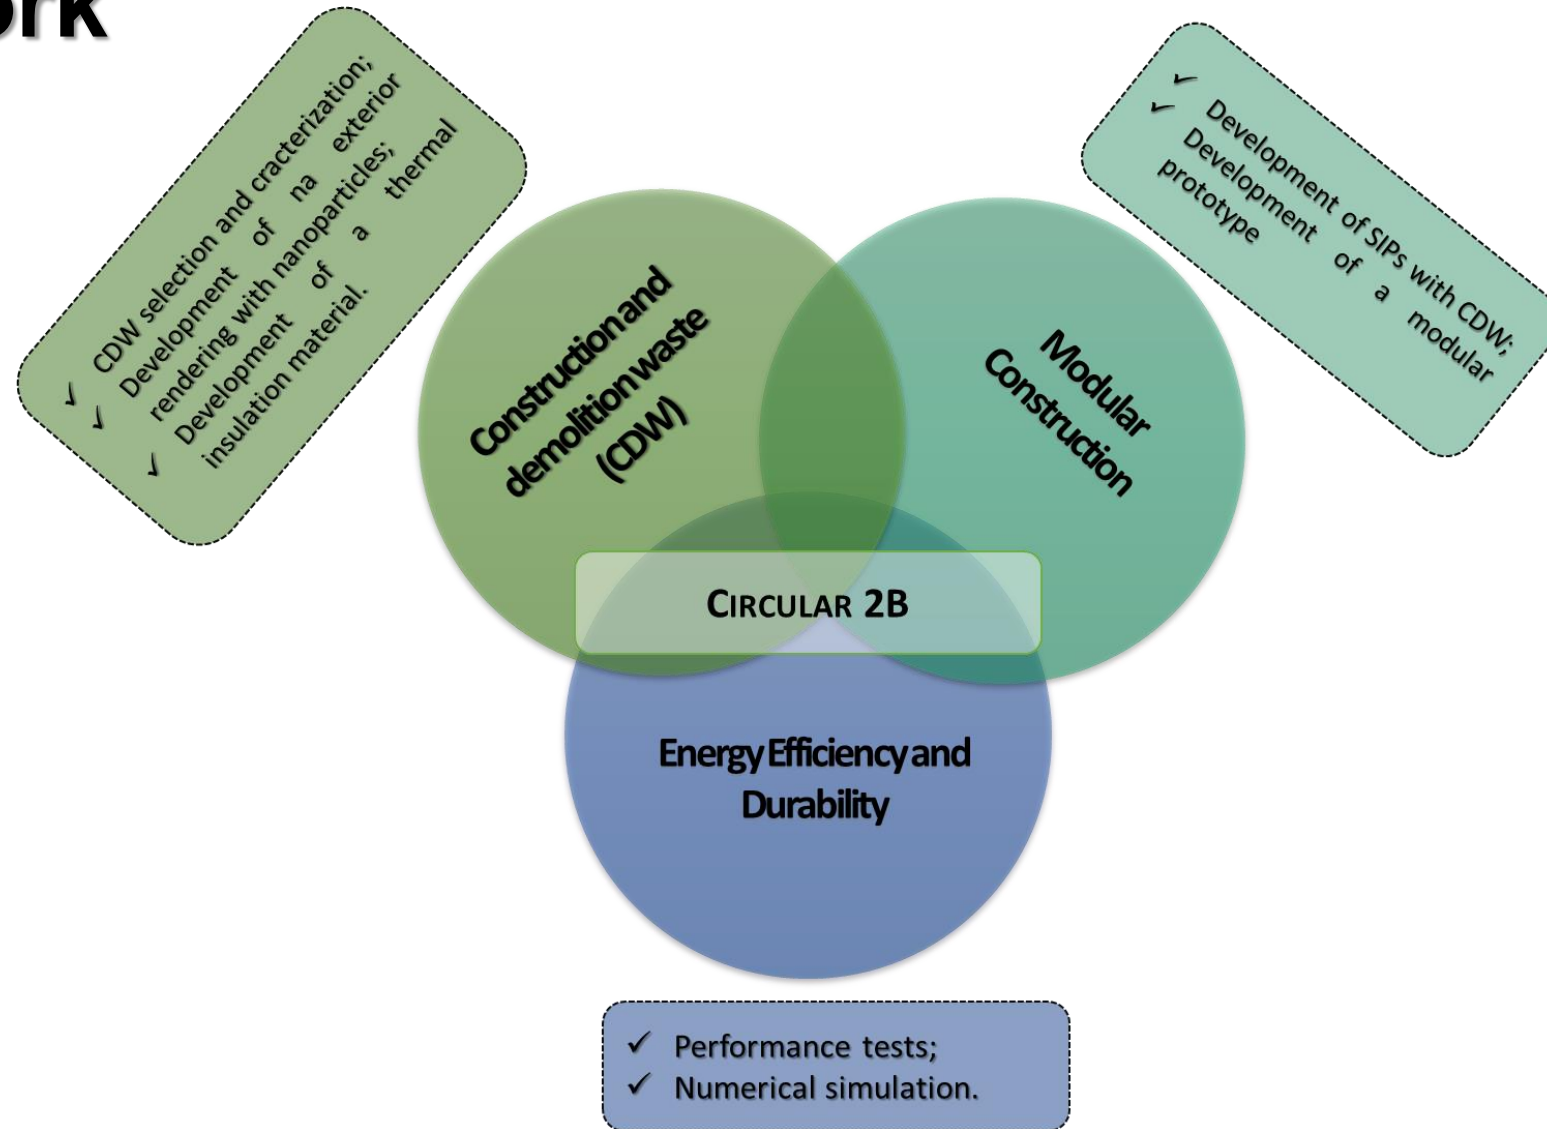 ork
✓ CDW selection and cracterization;
✓ Development of na exterior
rendering with nanoparticles;
✓ Development of a thermal
insulation material.
✓ Development of SIPs with CDW;
✓ Development of a modular
prototype
Construction and
demolition waste
(CDW)
Modular
Construction
CIRCULAR 2B
Energy Efficiency and
Durability
✓ Performance tests;
✓ Numerical simulation.